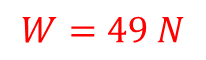 W = 49 N